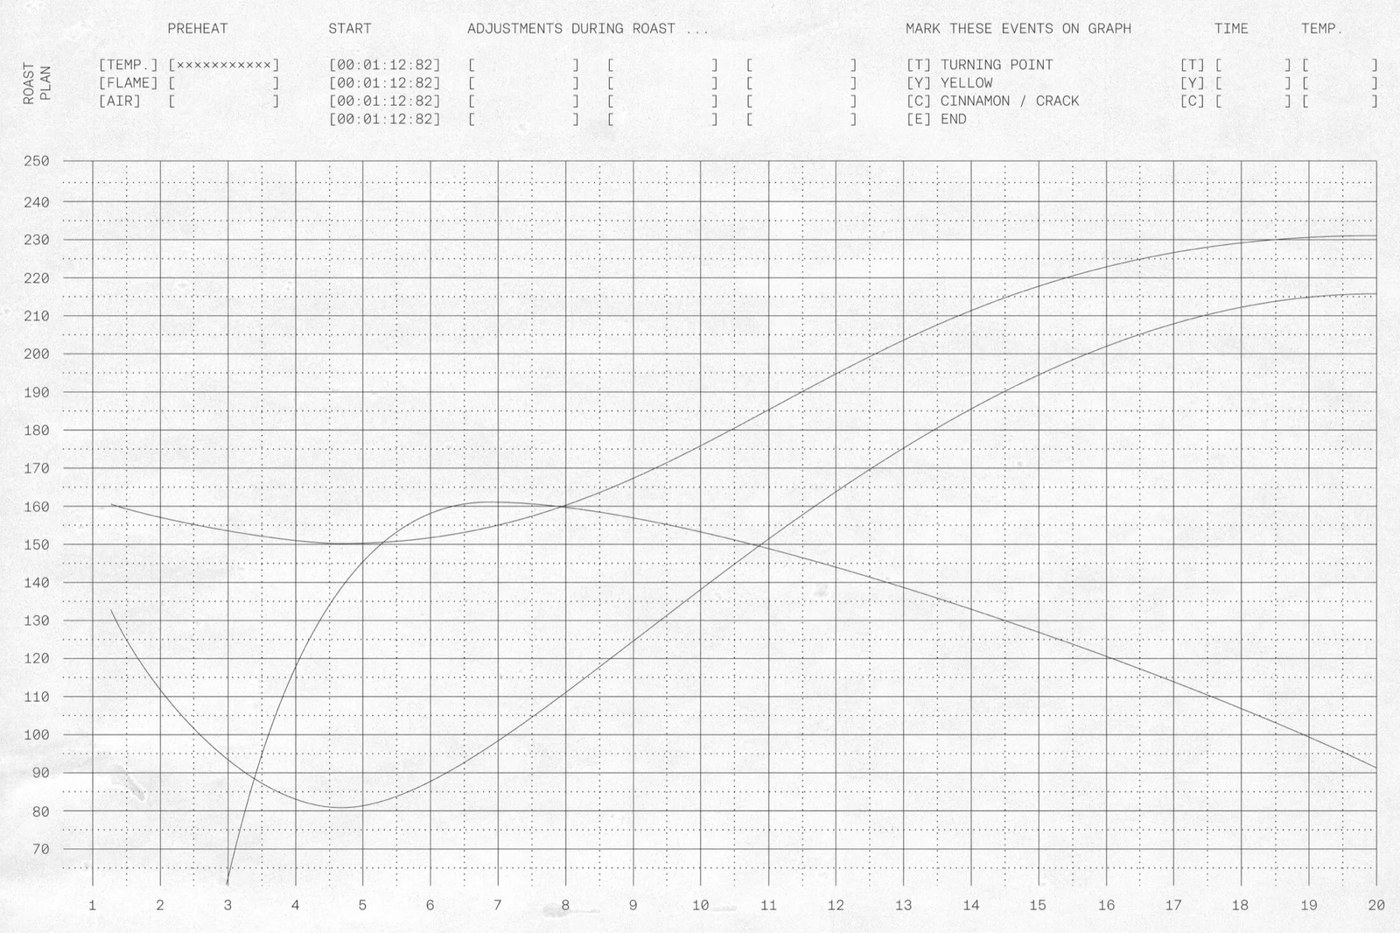 PREHEAT START ADJUSTMENTS DURING ROAST ... MARK THESE EVENTS ON GRAPH TIME TEMP.
ROAST PLAN
[TEMP.] [×××××××××××] [00:01:12:82] [ ] [ ] [ ] [T] TURNING POINT [T] [ ] [ ]
[FLAME] [ ] [00:01:12:82] [ ] [ ] [ ] [Y] YELLOW [Y] [ ] [ ]
[AIR] [ ] [00:01:12:82] [ ] [ ] [ ] [C] CINNAMON / CRACK [C] [ ] [ ]
[00:01:12:82] [ ] [ ] [ ] [E] END
250
240
230
220
210
200
190
180
170
160
150
140
130
120
110
100
90
80
70
1 2 3 4 5 6 7 8 9 10 11 12 13 14 15 16 17 18 19 20